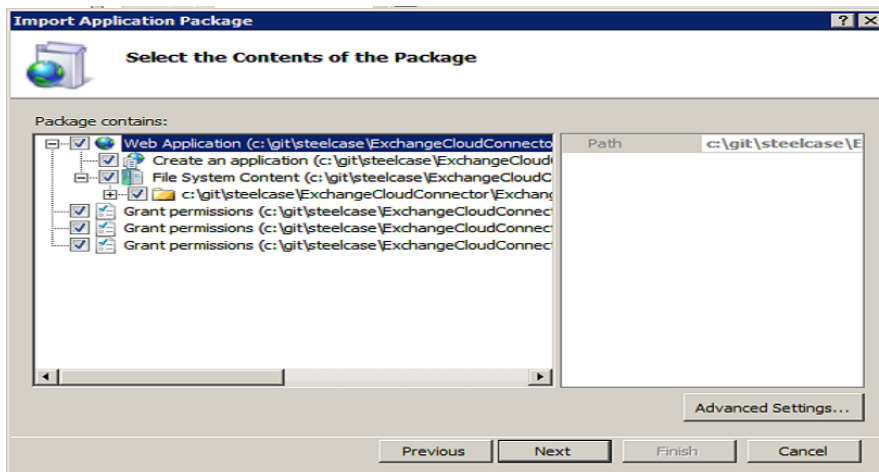 Import Application Package
Select the Contents of the Package
Package contains:
Web Application (c:\git\steelcase\ExchangeCloudConnecto
Path c:\git\steelcase\E
Create an application (c:\git\steelcase\ExchangeCloud
File System Content (c:\git\steelcase\ExchangeCloudC
c:\git\steelcase\ExchangeCloudConnector\Exchang
Grant permissions (c:\git\steelcase\ExchangeCloudConnec
Grant permissions (c:\git\steelcase\ExchangeCloudConnec
Grant permissions (c:\git\steelcase\ExchangeCloudConnec
Advanced Settings...
Previous Next Finish Cancel